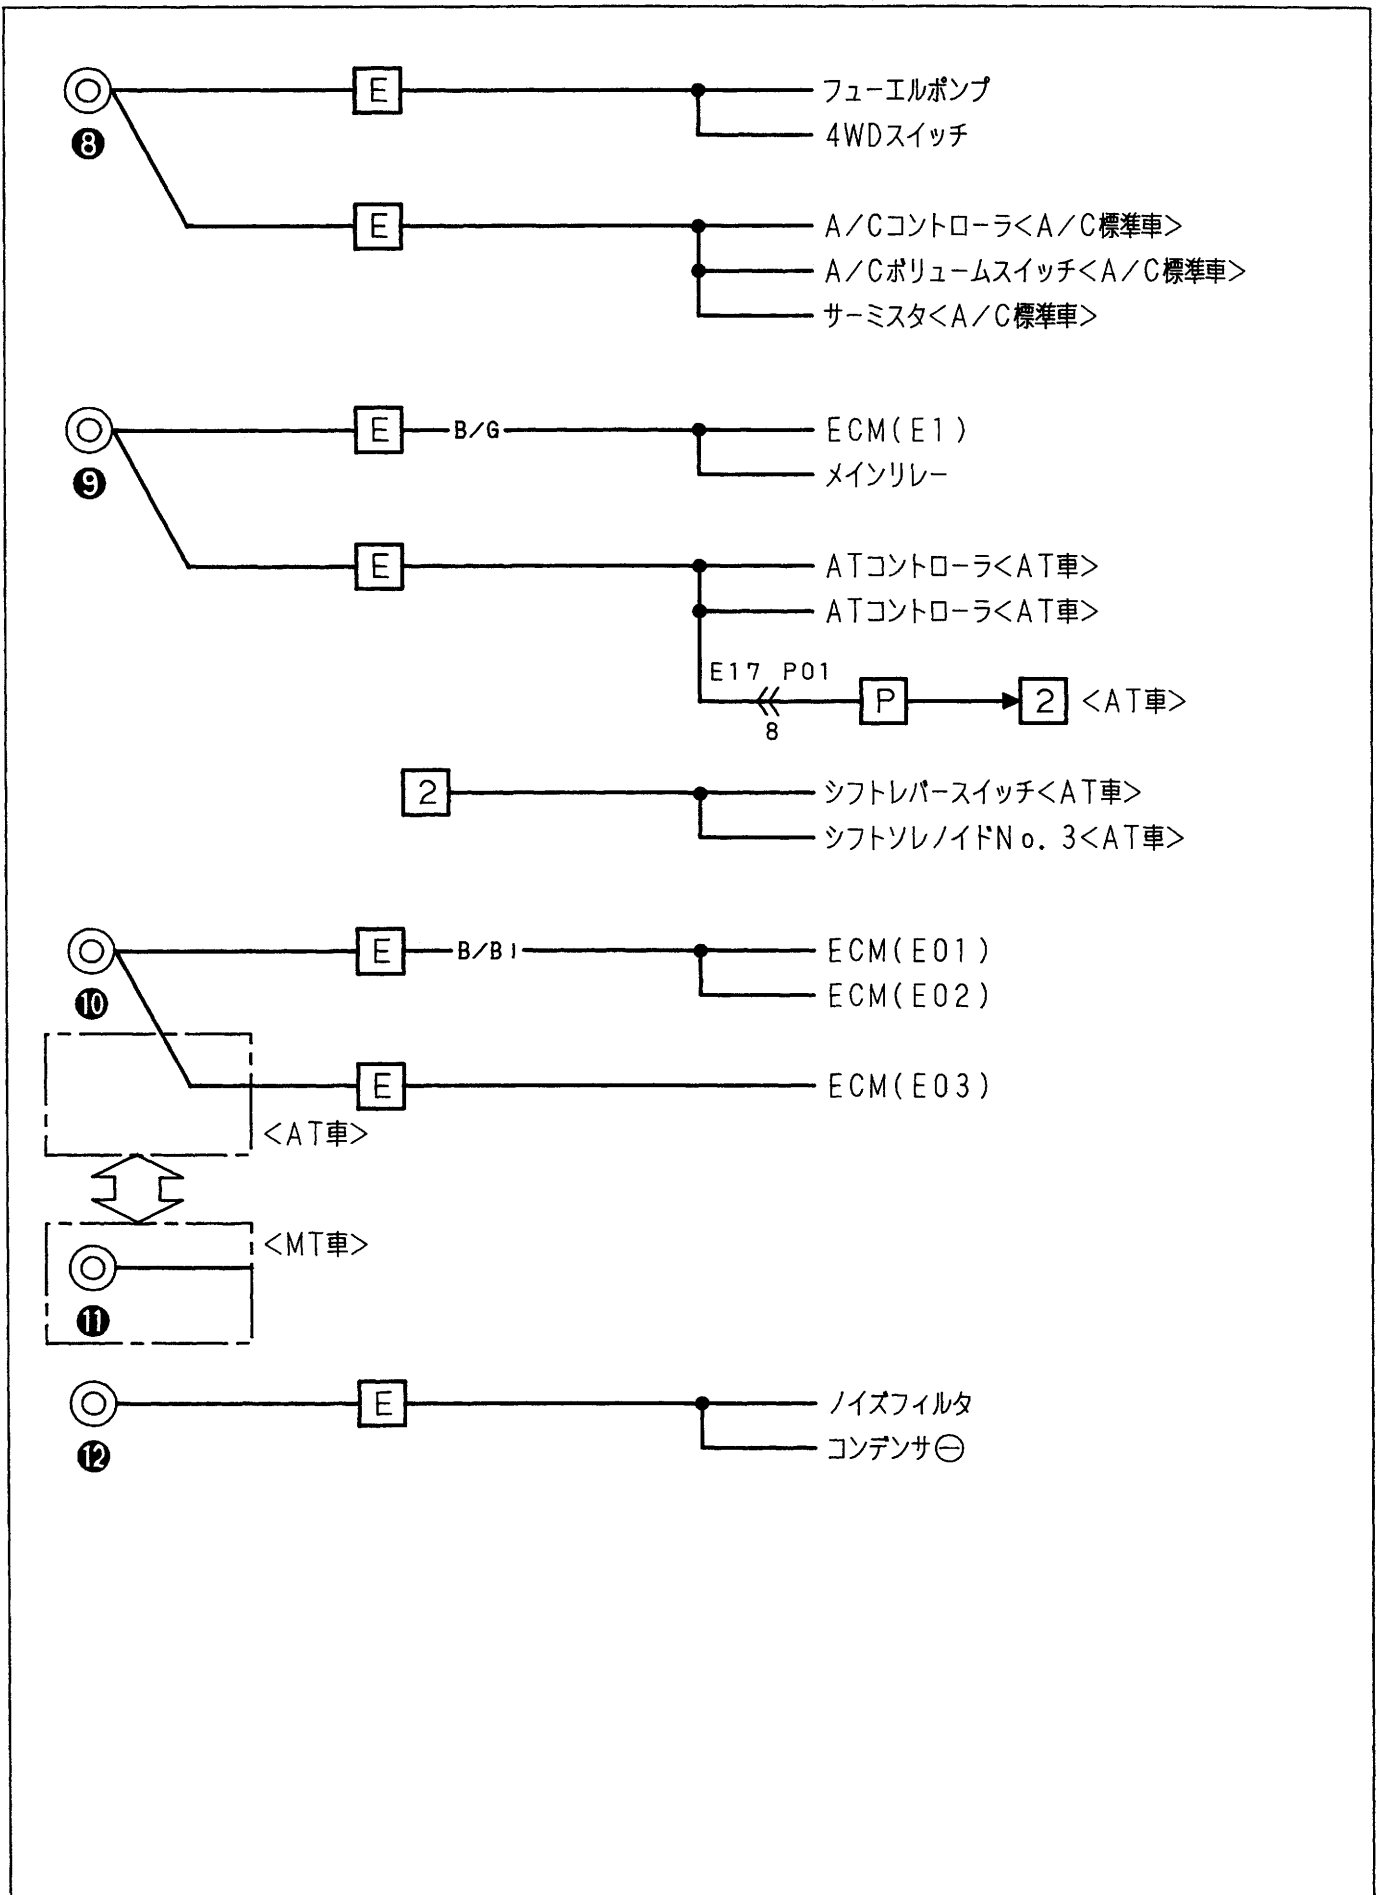 E フューエルポンプ
❽ 4WDスイッチ
E A/Cコントローラ<A/C標準車>
A/Cボリュームスイッチ<A/C標準車>
サーミスタ<A/C標準車>
E B/G ECM(E1)
❾ メインリレー
E ATコントローラ<AT車>
ATコントローラ<AT車>
E17 P01
P 2 <AT車>
8
2 シフトレバースイッチ<AT車>
シフトソレノイドNo. 3<AT車>
E B/Bl ECM(E01)
❿ ECM(E02)
E ECM(E03)
<AT車>
<MT車>
⓫
E ノイズフィルタ
⓬ コンデンサ⊖